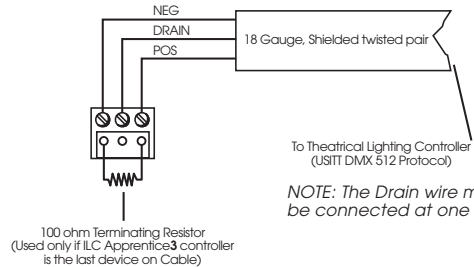 NEG
DRAIN
POS
18 Gauge, Shielded twisted pair
To Theatrical Lighting Controller
(USITT DMX 512 Protocol)
NOTE: The Drain wire
be connected at one
100 ohm Terminating Resistor
(Used only if ILC Apprentice3 controller
is the last device on Cable)